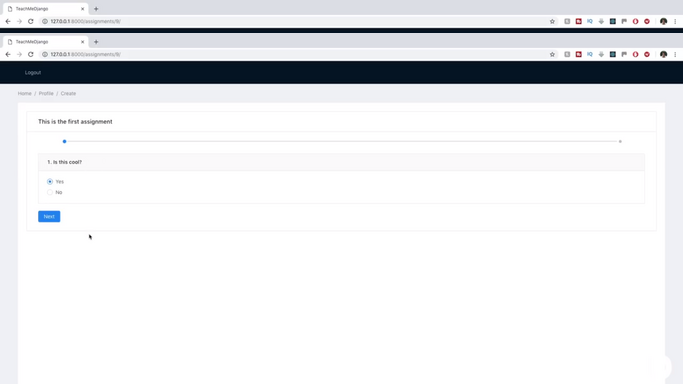 TeachMeDjango
127.0.0.1:8000/assignments/8/
TeachMeDjango
127.0.0.1:8000/assignments/8/
Logout
Home / Profile / Create
This is the first assignment
1. Is this cool?
Yes
No
Next